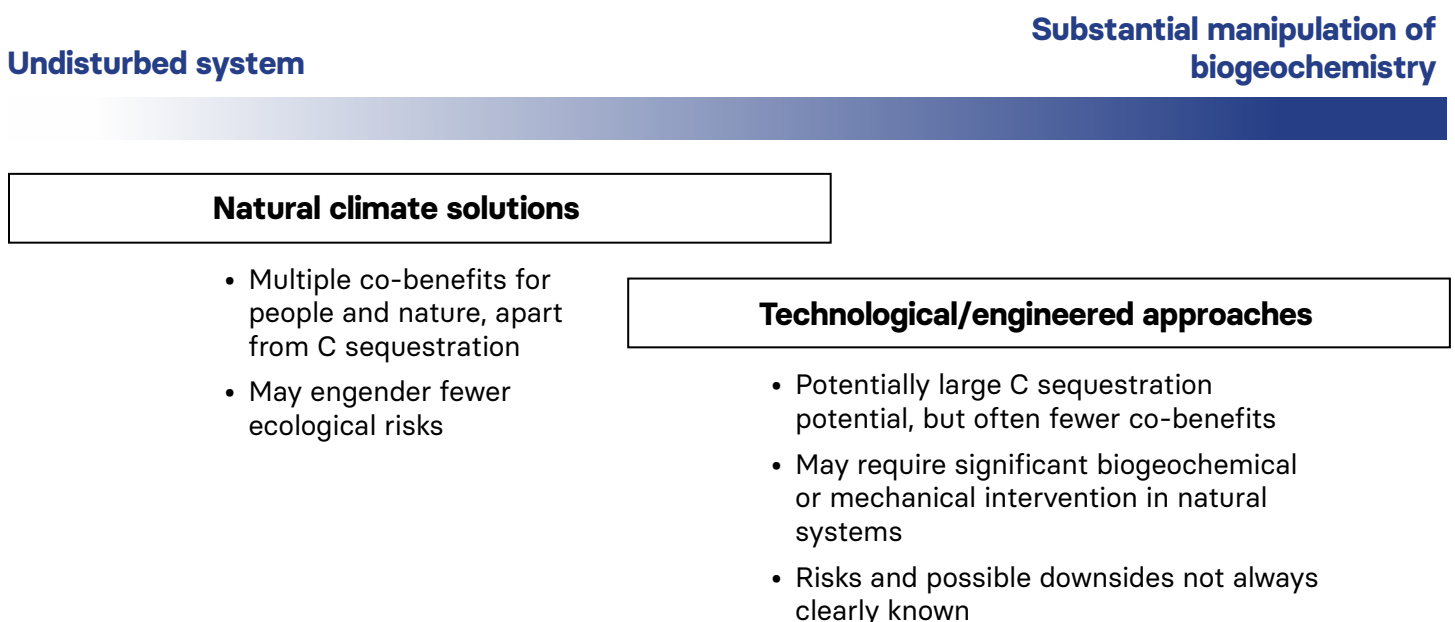 Undisturbed system
Substantial manipulation of
biogeochemistry
Natural climate solutions
• Multiple co-benefits for
people and nature, apart
from C sequestration
• May engender fewer
ecological risks
Technological/engineered approaches
• Potentially large C sequestration
potential, but often fewer co-benefits
• May require significant biogeochemical
or mechanical intervention in natural
systems
• Risks and possible downsides not always
clearly known